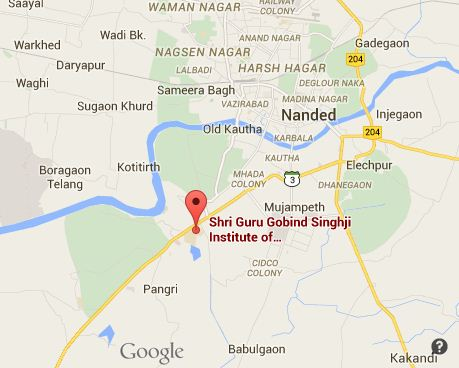 WAMAN NAGAR
RAILWAY
COLONY
Saayal
Wadi Bk.
Warkhed
ANAND NAGAR
Gadegaon
NAGSEN NAGAR
204
LALBADI
HARSH HAGAR
Daryapur
Waghi
Sameera Bagh
DEGLOUR NAKA
MADINA NAGAR
VAZIRABAD
Sugaon Khurd
Nanded
Injegaon
Old Kautha
204
KARBALA
Kotitirth
KAUTHA
Elechpur
Boragaon
Telang
MHADA
COLONY
3
DHANEGAON
Mujampeth
Shri Guru Gobind Singhji
Institute of...
CIDCO
COLONY
Pangri
Google
Babulgaon
?
Kakandi